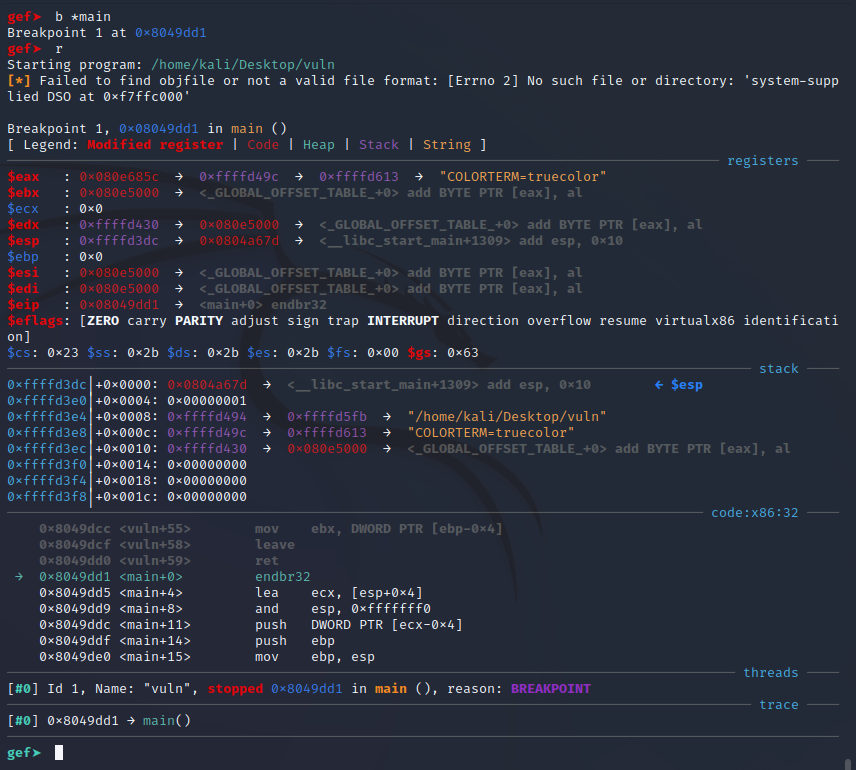 gef➤  b *main
Breakpoint 1 at 0×8049dd1
gef➤  r
Starting program: /home/kali/Desktop/vuln
[*] Failed to find objfile or not a valid file format: [Errno 2] No such file or directory: 'system-supp
lied DSO at 0×f7ffc000'
Breakpoint 1, 0×08049dd1 in main ()
[ Legend: Modified register | Code | Heap | Stack | String ]
registers
$eax   : 0×080e685c  →  0×ffffd49c  →  0×ffffd613  →  "COLORTERM=truecolor"
$ebx   : 0×080e5000  →  <_GLOBAL_OFFSET_TABLE_+0> add BYTE PTR [eax], al
$ecx   : 0×0
$edx   : 0×ffffd430  →  0×080e5000  →  <_GLOBAL_OFFSET_TABLE_+0> add BYTE PTR [eax], al
$esp   : 0×ffffd3dc  →  0×0804a67d  →  <__libc_start_main+1309> add esp, 0×10
$ebp   : 0×0
$esi   : 0×080e5000  →  <_GLOBAL_OFFSET_TABLE_+0> add BYTE PTR [eax], al
$edi   : 0×080e5000  →  <_GLOBAL_OFFSET_TABLE_+0> add BYTE PTR [eax], al
$eip   : 0×08049dd1  →  <main+0> endbr32
$eflags: [ZERO carry PARITY adjust sign trap INTERRUPT direction overflow resume virtualx86 identificati
on]
$cs: 0×23 $ss: 0×2b $ds: 0×2b $es: 0×2b $fs: 0×00 $gs: 0×63
stack
0×ffffd3dc│+0×0000: 0×0804a67d  →  <__libc_start_main+1309> add esp, 0×10        ← $esp
0×ffffd3e0│+0×0004: 0×00000001
0×ffffd3e4│+0×0008: 0×ffffd494  →  0×ffffd5fb  →  "/home/kali/Desktop/vuln"
0×ffffd3e8│+0×000c: 0×ffffd49c  →  0×ffffd613  →  "COLORTERM=truecolor"
0×ffffd3ec│+0×0010: 0×ffffd430  →  0×080e5000  →  <_GLOBAL_OFFSET_TABLE_+0> add BYTE PTR [eax], al
0×ffffd3f0│+0×0014: 0×00000000
0×ffffd3f4│+0×0018: 0×00000000
0×ffffd3f8│+0×001c: 0×00000000
code:x86:32
0×8049dcc <vuln+55>        mov    ebx, DWORD PTR [ebp-0×4]
0×8049dcf <vuln+58>        leave
0×8049dd0 <vuln+59>        ret
→  0×8049dd1 <main+0>         endbr32
0×8049dd5 <main+4>         lea    ecx, [esp+0×4]
0×8049dd9 <main+8>         and    esp, 0×fffffff0
0×8049ddc <main+11>        push   DWORD PTR [ecx-0×4]
0×8049ddf <main+14>        push   ebp
0×8049de0 <main+15>        mov    ebp, esp
threads
[#0] Id 1, Name: "vuln", stopped 0×8049dd1 in main (), reason: BREAKPOINT
trace
[#0] 0×8049dd1 → main()
gef➤